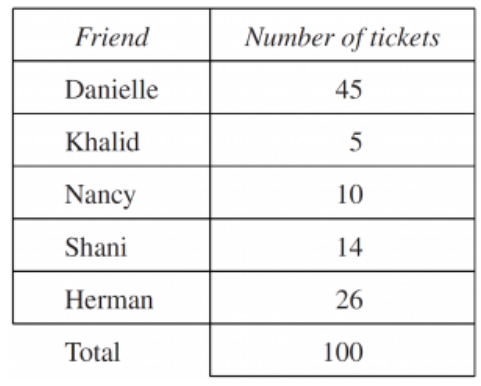 Friend Number of tickets
Danielle 45
Khalid 5
Nancy 10
Shani 14
Herman 26
Total 100